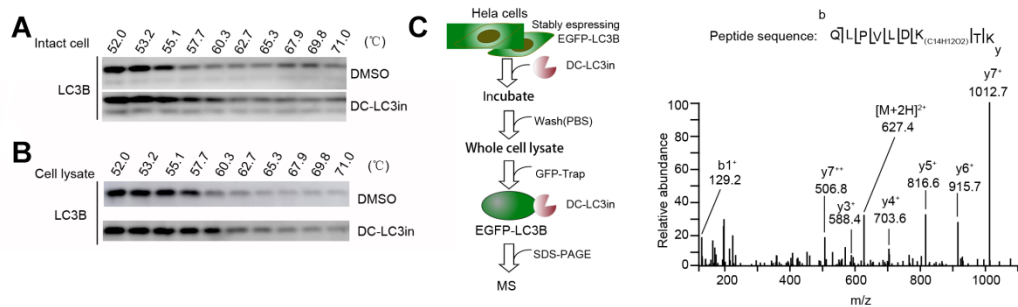 A
Intact cell
52.0 53.2 55.1 57.7 60.3 62.7 65.3 67.9 69.8 71.0 (℃)
LC3B
DMSO
DC-LC3in
B
Cell lysate
52.0 53.2 55.1 57.7 60.3 62.7 65.3 67.9 69.8 71.0 (℃)
LC3B
DMSO
DC-LC3in
C
Hela cells
Stably espressing
EGFP-LC3B
DC-LC3in
Incubate
Wash(PBS)
Whole cell lysate
GFP-Trap
DC-LC3in
EGFP-LC3B
SDS-PAGE
MS
b
Peptide sequence: Q L P V L D K(C14H12O2) T K
y
y7+
1012.7
[M+2H]2+
627.4
b1+
129.2
y7++
506.8
y3+
588.4
y4+
703.6
y5+
816.6
y6+
915.7
Relative abundance
100
80
60
40
20
0
200 400 600 800 1000
m/z